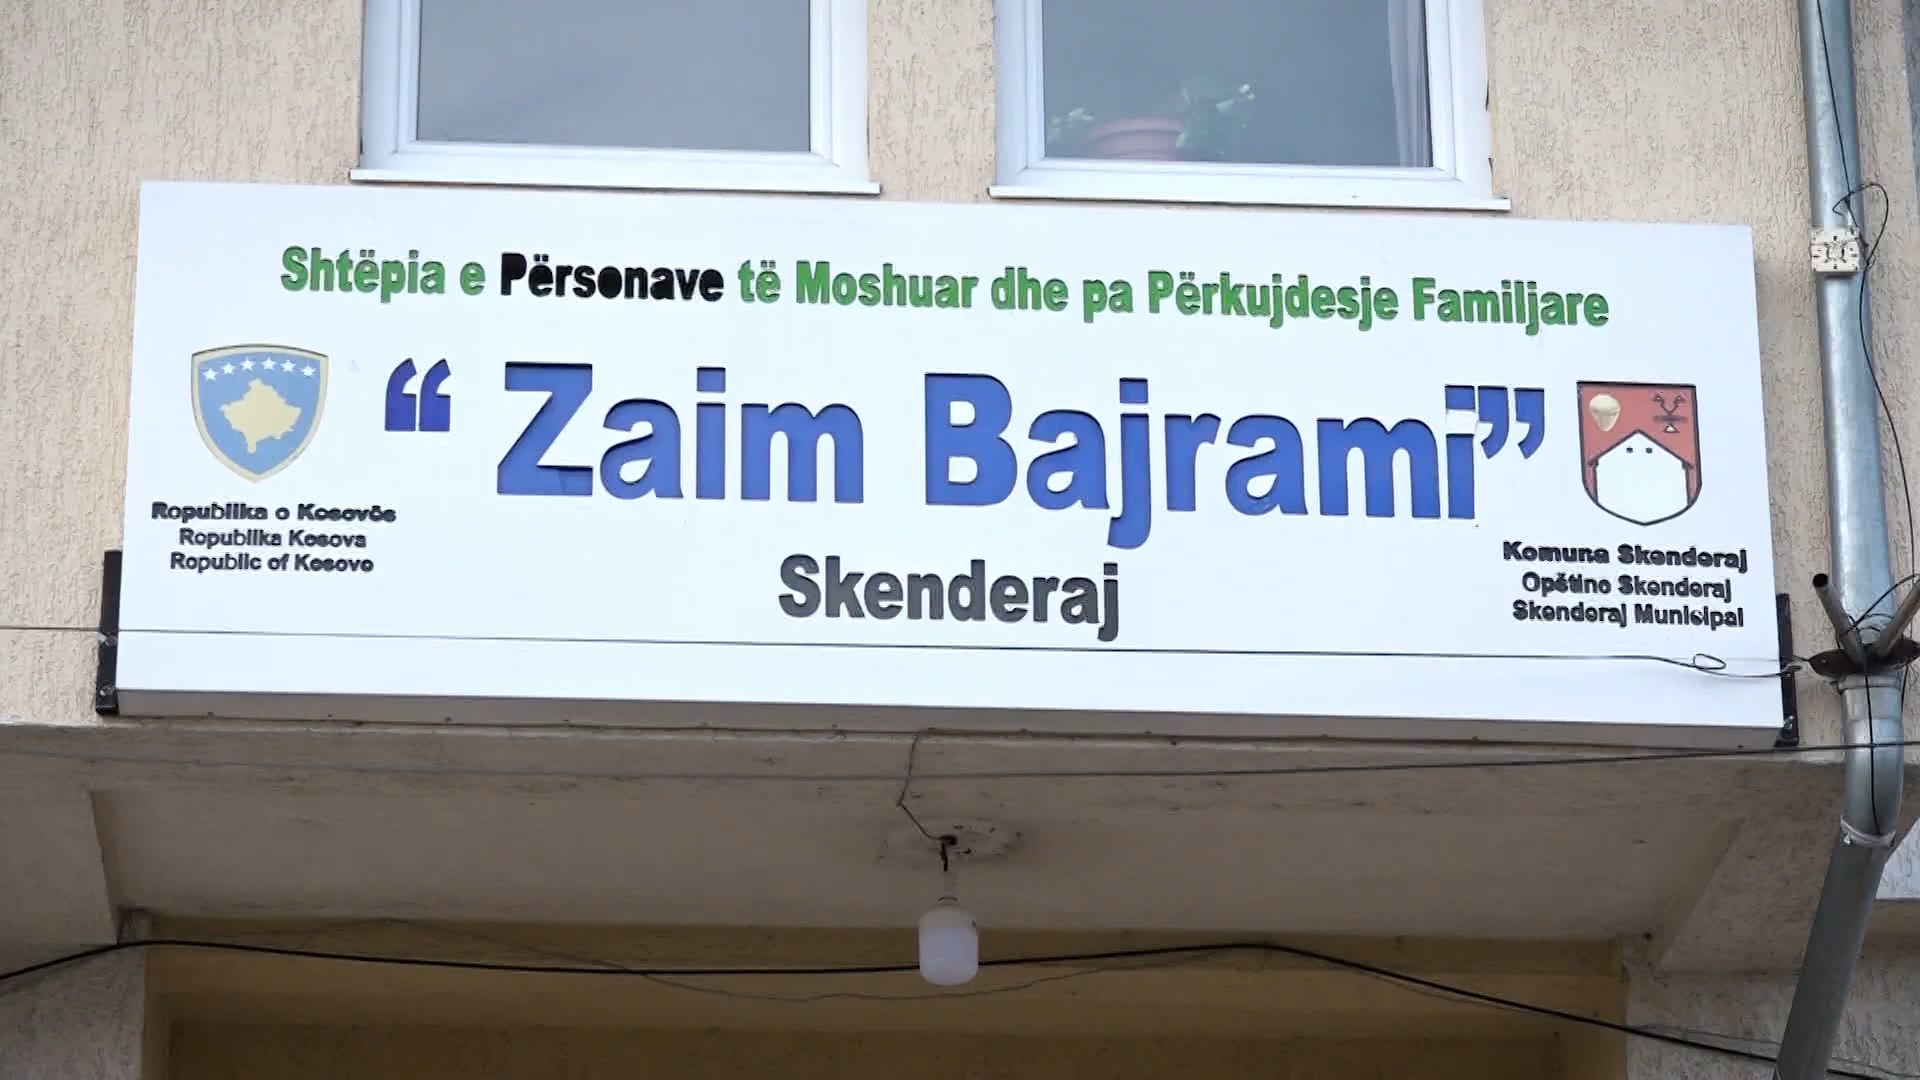 Shtëpia e Përsonave të Moshuar dhe pa Përkujdesje Familjare
“ Zaim Bajrami”
Skenderaj
Republika e Kosovës
Republika Kosova
Republic of Kosovo
Komuna Skenderaj
Opština Skenderaj
Skenderaj Municipal